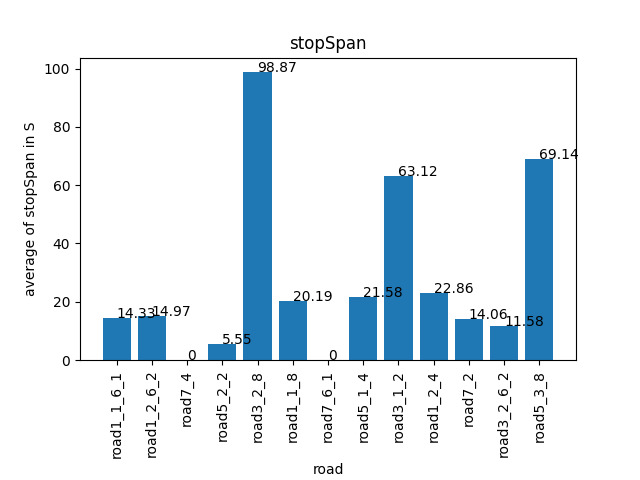 stopSpan
average of stopSpan in S
100
80
60
40
20
0
14.33
14.97
0
5.55
98.87
20.19
0
21.58
63.12
22.86
14.06
11.58
69.14
road1_1_6_1
road1_2_6_2
road7_4
road5_2_2
road3_2_8
road1_1_8
road7_6_1
road5_1_4
road3_1_2
road1_2_4
road7_2
road3_2_6_2
road5_3_8
road